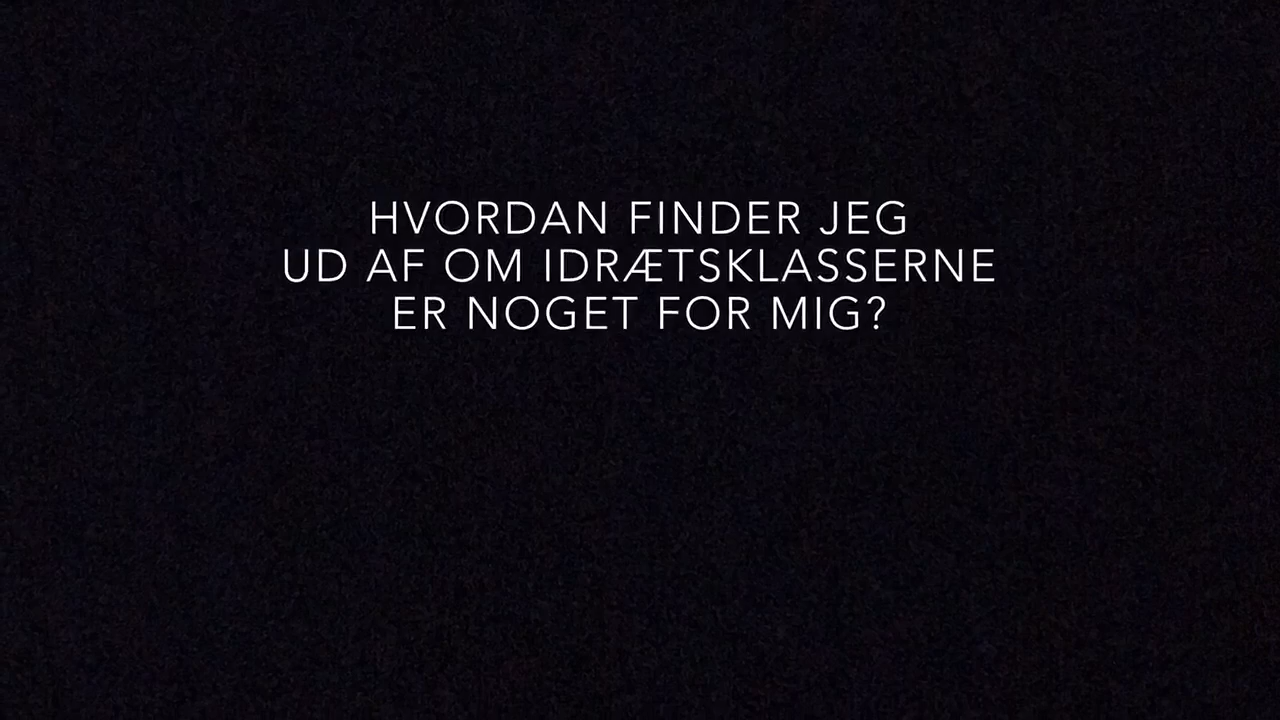 HVORDAN FINDER JEG
UD AF OM IDRÆTSKLASSERNE
ER NOGET FOR MIG?